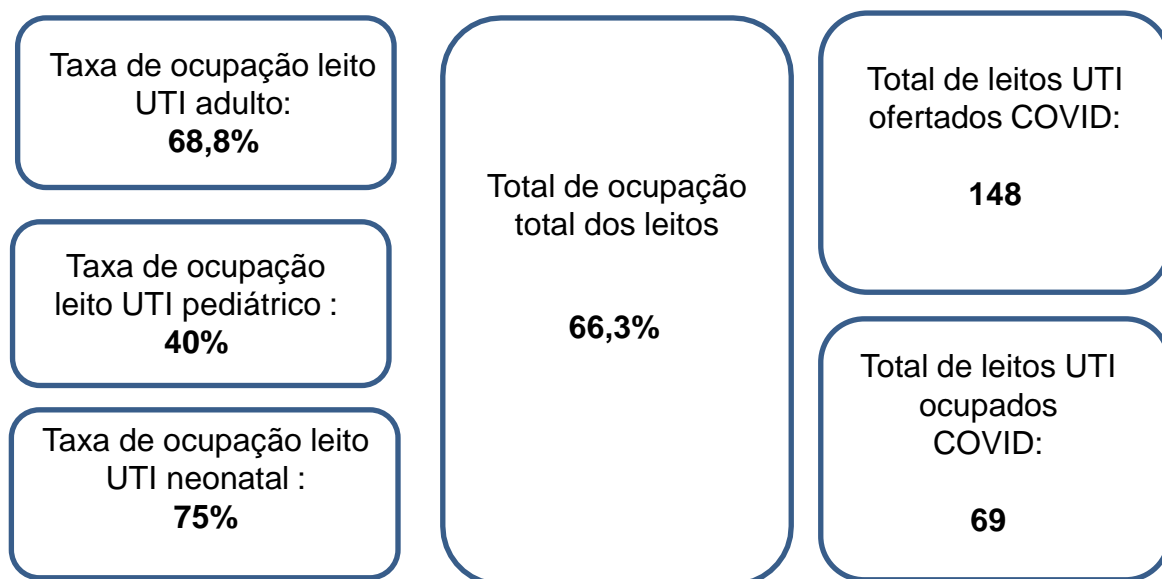 Taxa de ocupação leito
UTI adulto:
68,8%
Taxa de ocupação
leito UTI pediátrico :
40%
Taxa de ocupação leito
UTI neonatal :
75%
Total de ocupação
total dos leitos
66,3%
Total de leitos UTI
ofertados COVID:
148
Total de leitos UTI
ocupados
COVID:
69